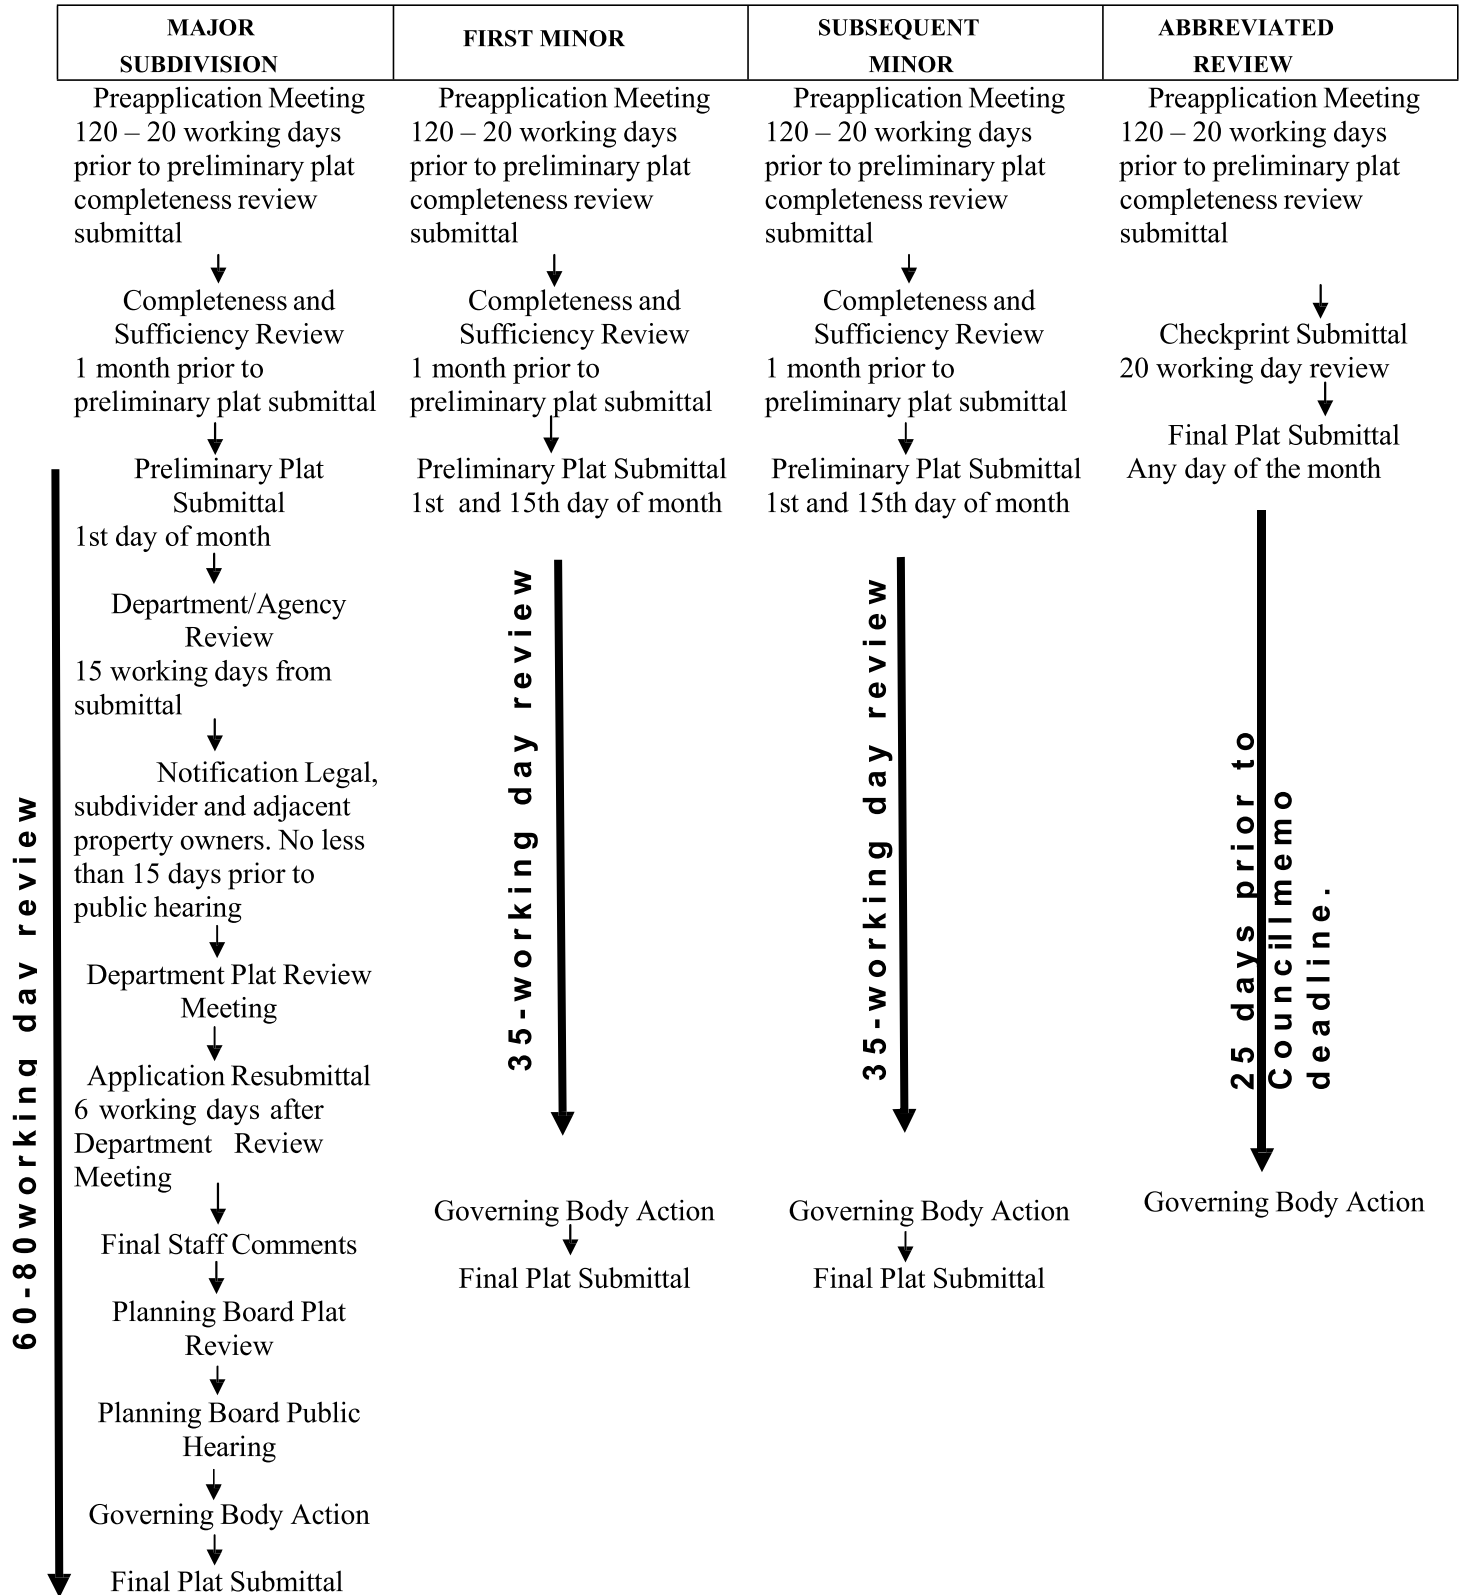 MAJOR
SUBDIVISION
FIRST MINOR
SUBSEQUENT
MINOR
ABBREVIATED
REVIEW
Preapplication Meeting
120 – 20 working days
prior to preliminary plat
completeness review
submittal
Completeness and
Sufficiency Review
1 month prior to
preliminary plat submittal
Preliminary Plat
Submittal
1st day of month
Department/Agency
Review
15 working days from
submittal
Notification Legal,
subdivider and adjacent
property owners. No less
than 15 days prior to
public hearing
Department Plat Review
Meeting
Application Resubmittal
6 working days after
Department Review
Meeting
Final Staff Comments
Planning Board Plat
Review
Planning Board Public
Hearing
Governing Body Action
Final Plat Submittal
60-80working day review
Preapplication Meeting
120 – 20 working days
prior to preliminary plat
completeness review
submittal
Completeness and
Sufficiency Review
1 month prior to
preliminary plat submittal
Preliminary Plat Submittal
1st and 15th day of month
35-working day review
Governing Body Action
Final Plat Submittal
Preapplication Meeting
120 – 20 working days
prior to preliminary plat
completeness review
submittal
Completeness and
Sufficiency Review
1 month prior to
preliminary plat submittal
Preliminary Plat Submittal
1st and 15th day of month
35-working day review
Governing Body Action
Final Plat Submittal
Preapplication Meeting
120 – 20 working days
prior to preliminary plat
completeness review
submittal
Checkprint Submittal
20 working day review
Final Plat Submittal
Any day of the month
25 days prior to
Councilmemo
deadline.
Governing Body Action